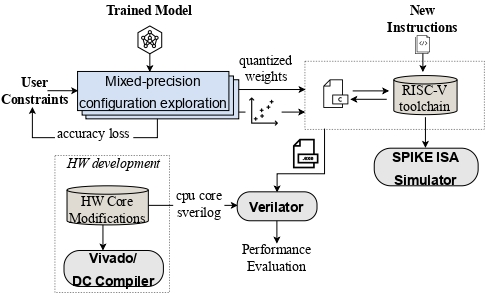 Trained Model
New
Instructions
</>
User
Constraints
Mixed-precision
configuration exploration
quantized
weights
C
RISC-V
toolchain
accuracy loss
.exe
SPIKE ISA
Simulator
HW development
HW Core
Modifications
cpu core
sverilog
Verilator
Vivado/
DC Compiler
Performance
Evaluation